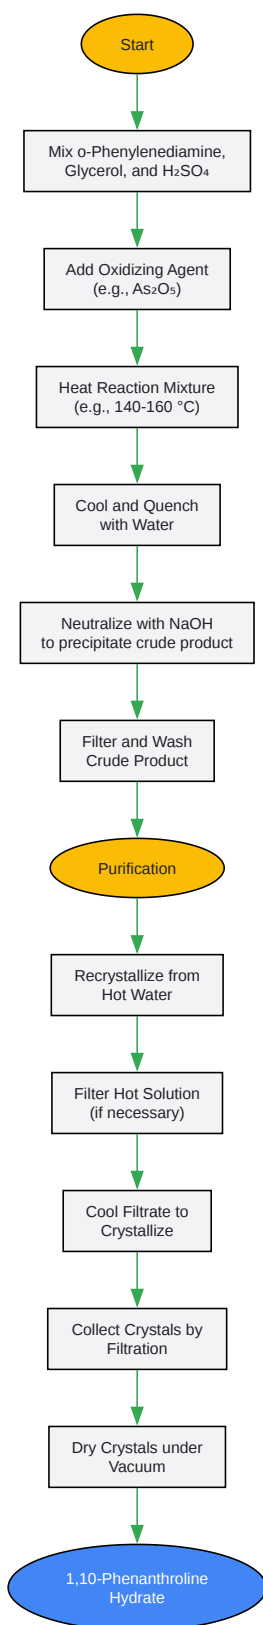 Start
Mix o-Phenylenediamine,
Glycerol, and H₂SO₄
Add Oxidizing Agent
(e.g., As₂O₅)
Heat Reaction Mixture
(e.g., 140-160 °C)
Cool and Quench
with Water
Neutralize with NaOH
to precipitate crude product
Filter and Wash
Crude Product
Purification
Recrystallize from
Hot Water
Filter Hot Solution
(if necessary)
Cool Filtrate to
Crystallize
Collect Crystals by
Filtration
Dry Crystals under
Vacuum
1,10-Phenanthroline
Hydrate